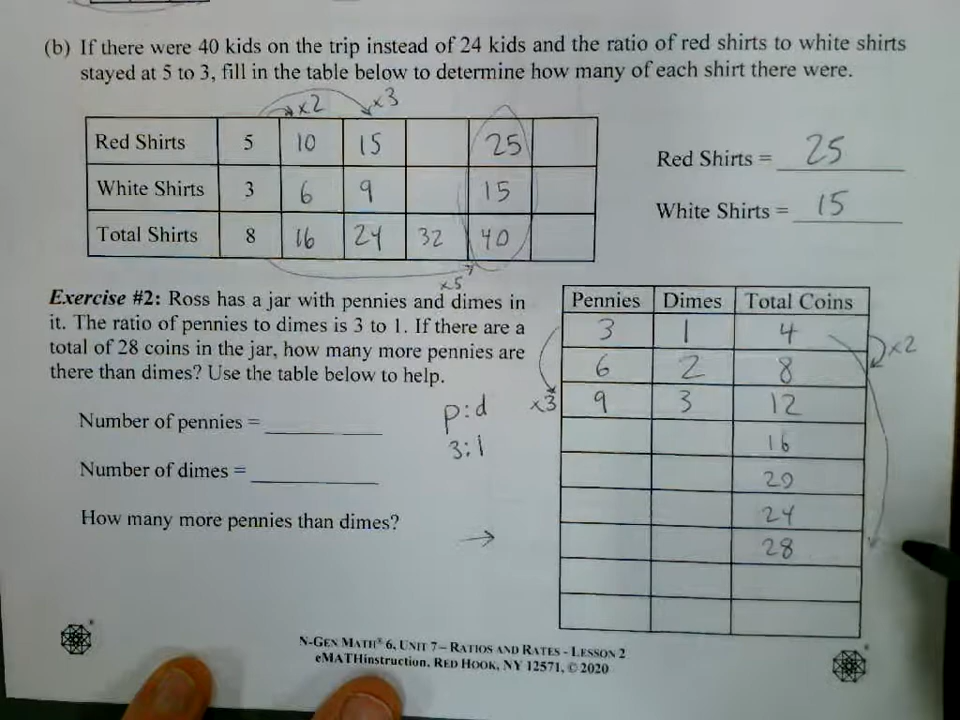 (b) If there were 40 kids on the trip instead of 24 kids and the ratio of red shirts to white shirts
stayed at 5 to 3, fill in the table below to determine how many of each shirt there were.
x2 x3
Red Shirts 5 10 15 25
White Shirts 3 6 9 15
Total Shirts 8 16 24 32 40
x5
Red Shirts = 25
White Shirts = 15
Exercise #2: Ross has a jar with pennies and dimes in
it. The ratio of pennies to dimes is 3 to 1. If there are a
total of 28 coins in the jar, how many more pennies are
there than dimes? Use the table below to help.
Number of pennies =
Number of dimes =
How many more pennies than dimes?
p:d
3:1
Pennies Dimes Total Coins
3 1 4
x2
6 2 8
x3 9 3 12
16
20
24
28
N-GEN MATH® 6, UNIT 7 – RATIOS AND RATES - LESSON 2
eMATHinstruction, RED HOOK, NY 12571, © 2020